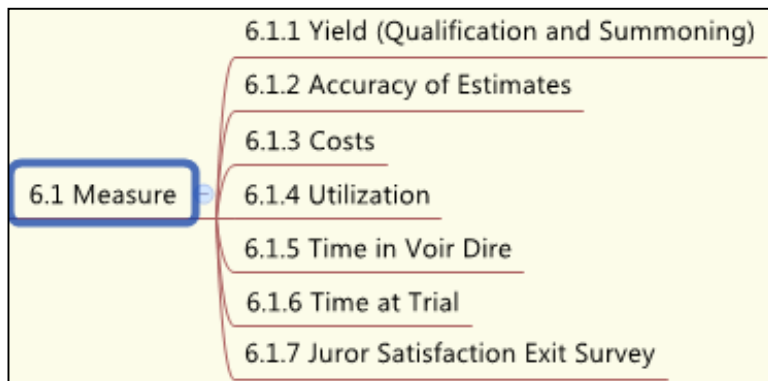 6.1 Measure
6.1.1 Yield (Qualification and Summoning)
6.1.2 Accuracy of Estimates
6.1.3 Costs
6.1.4 Utilization
6.1.5 Time in Voir Dire
6.1.6 Time at Trial
6.1.7 Juror Satisfaction Exit Survey